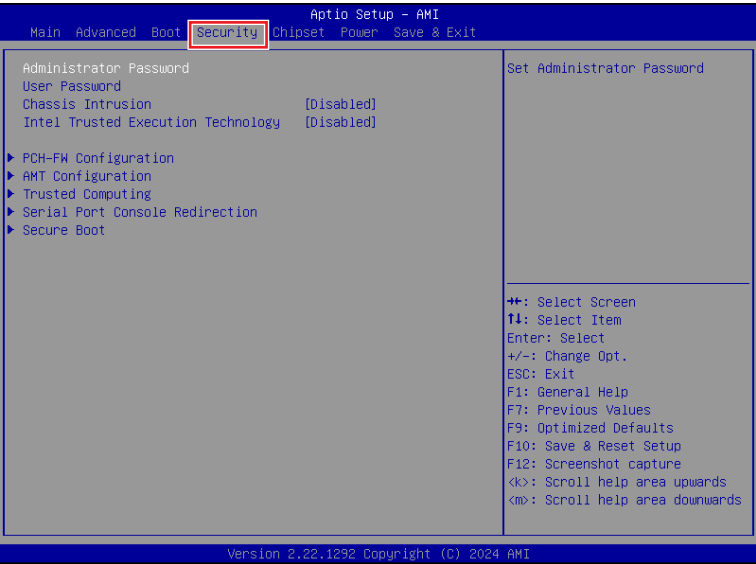 Aptio Setup – AMI
Main Advanced Boot Security Chipset Power Save & Exit
Administrator Password
User Password
Chassis Intrusion [Disabled]
Intel Trusted Execution Technology [Disabled]
PCH-FW Configuration
AMT Configuration
Trusted Computing
Serial Port Console Redirection
Secure Boot
Set Administrator Password
→←: Select Screen
↑↓: Select Item
Enter: Select
+/-: Change Opt.
ESC: Exit
F1: General Help
F7: Previous Values
F9: Optimized Defaults
F10: Save & Reset Setup
F12: Screenshot capture
<k>: Scroll help area upwards
<m>: Scroll help area downwards
Version 2.22.1292 Copyright (C) 2024 AMI